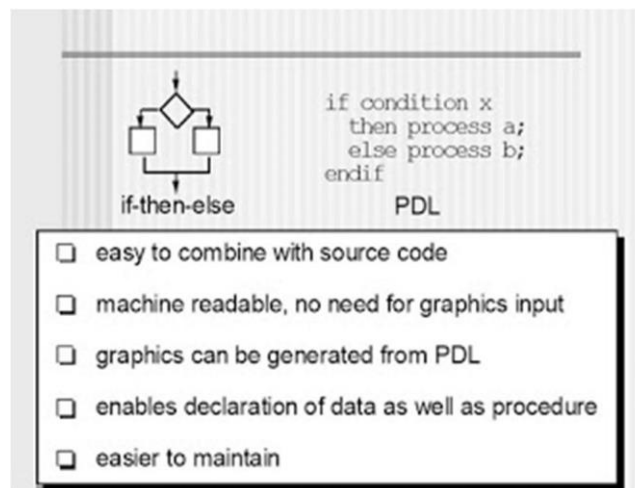 if condition x
then process a;
else process b;
endif
if-then-else
PDL
easy to combine with source code
machine readable, no need for graphics input
graphics can be generated from PDL
enables declaration of data as well as procedure
easier to maintain